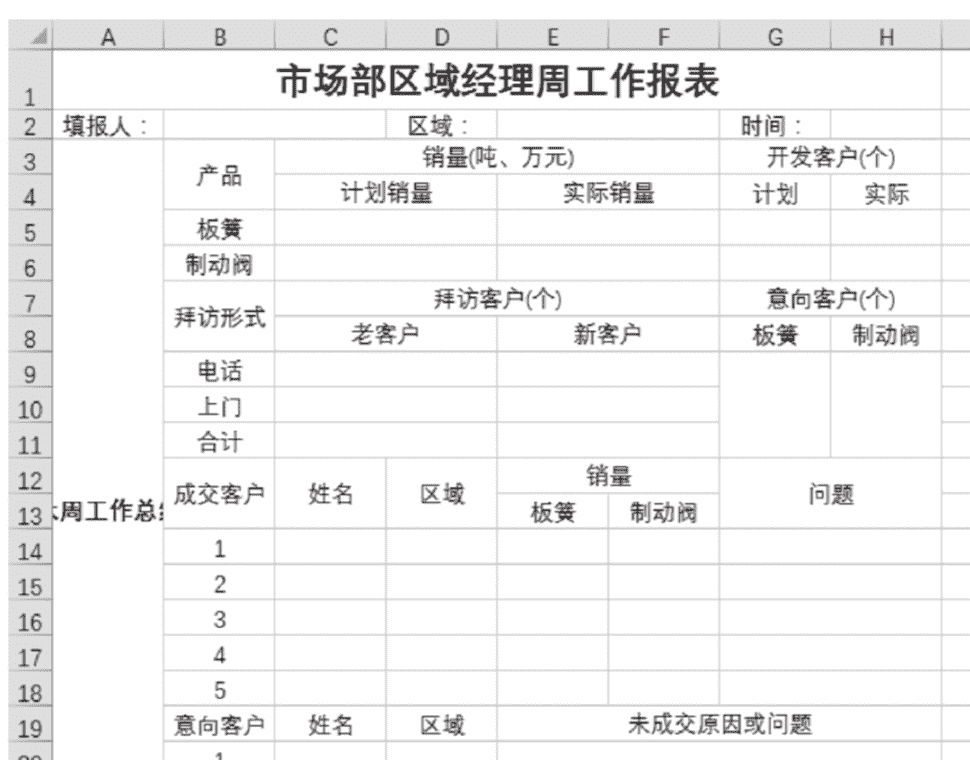 A B C D E F G H
1 市场部区域经理周工作报表
2 填报人： 区域： 时间：
3 产品 销量(吨、万元) 开发客户(个)
4 计划销量 实际销量 计划 实际
5 板簧
6 制动阀
7 拜访形式 拜访客户(个) 意向客户(个)
8 老客户 新客户 板簧 制动阀
9 电话
10 上门
11 合计
12 成交客户 姓名 区域 销量 问题
13 周工作总 板簧 制动阀
14 1
15 2
16 3
17 4
18 5
19 意向客户 姓名 区域 未成交原因或问题